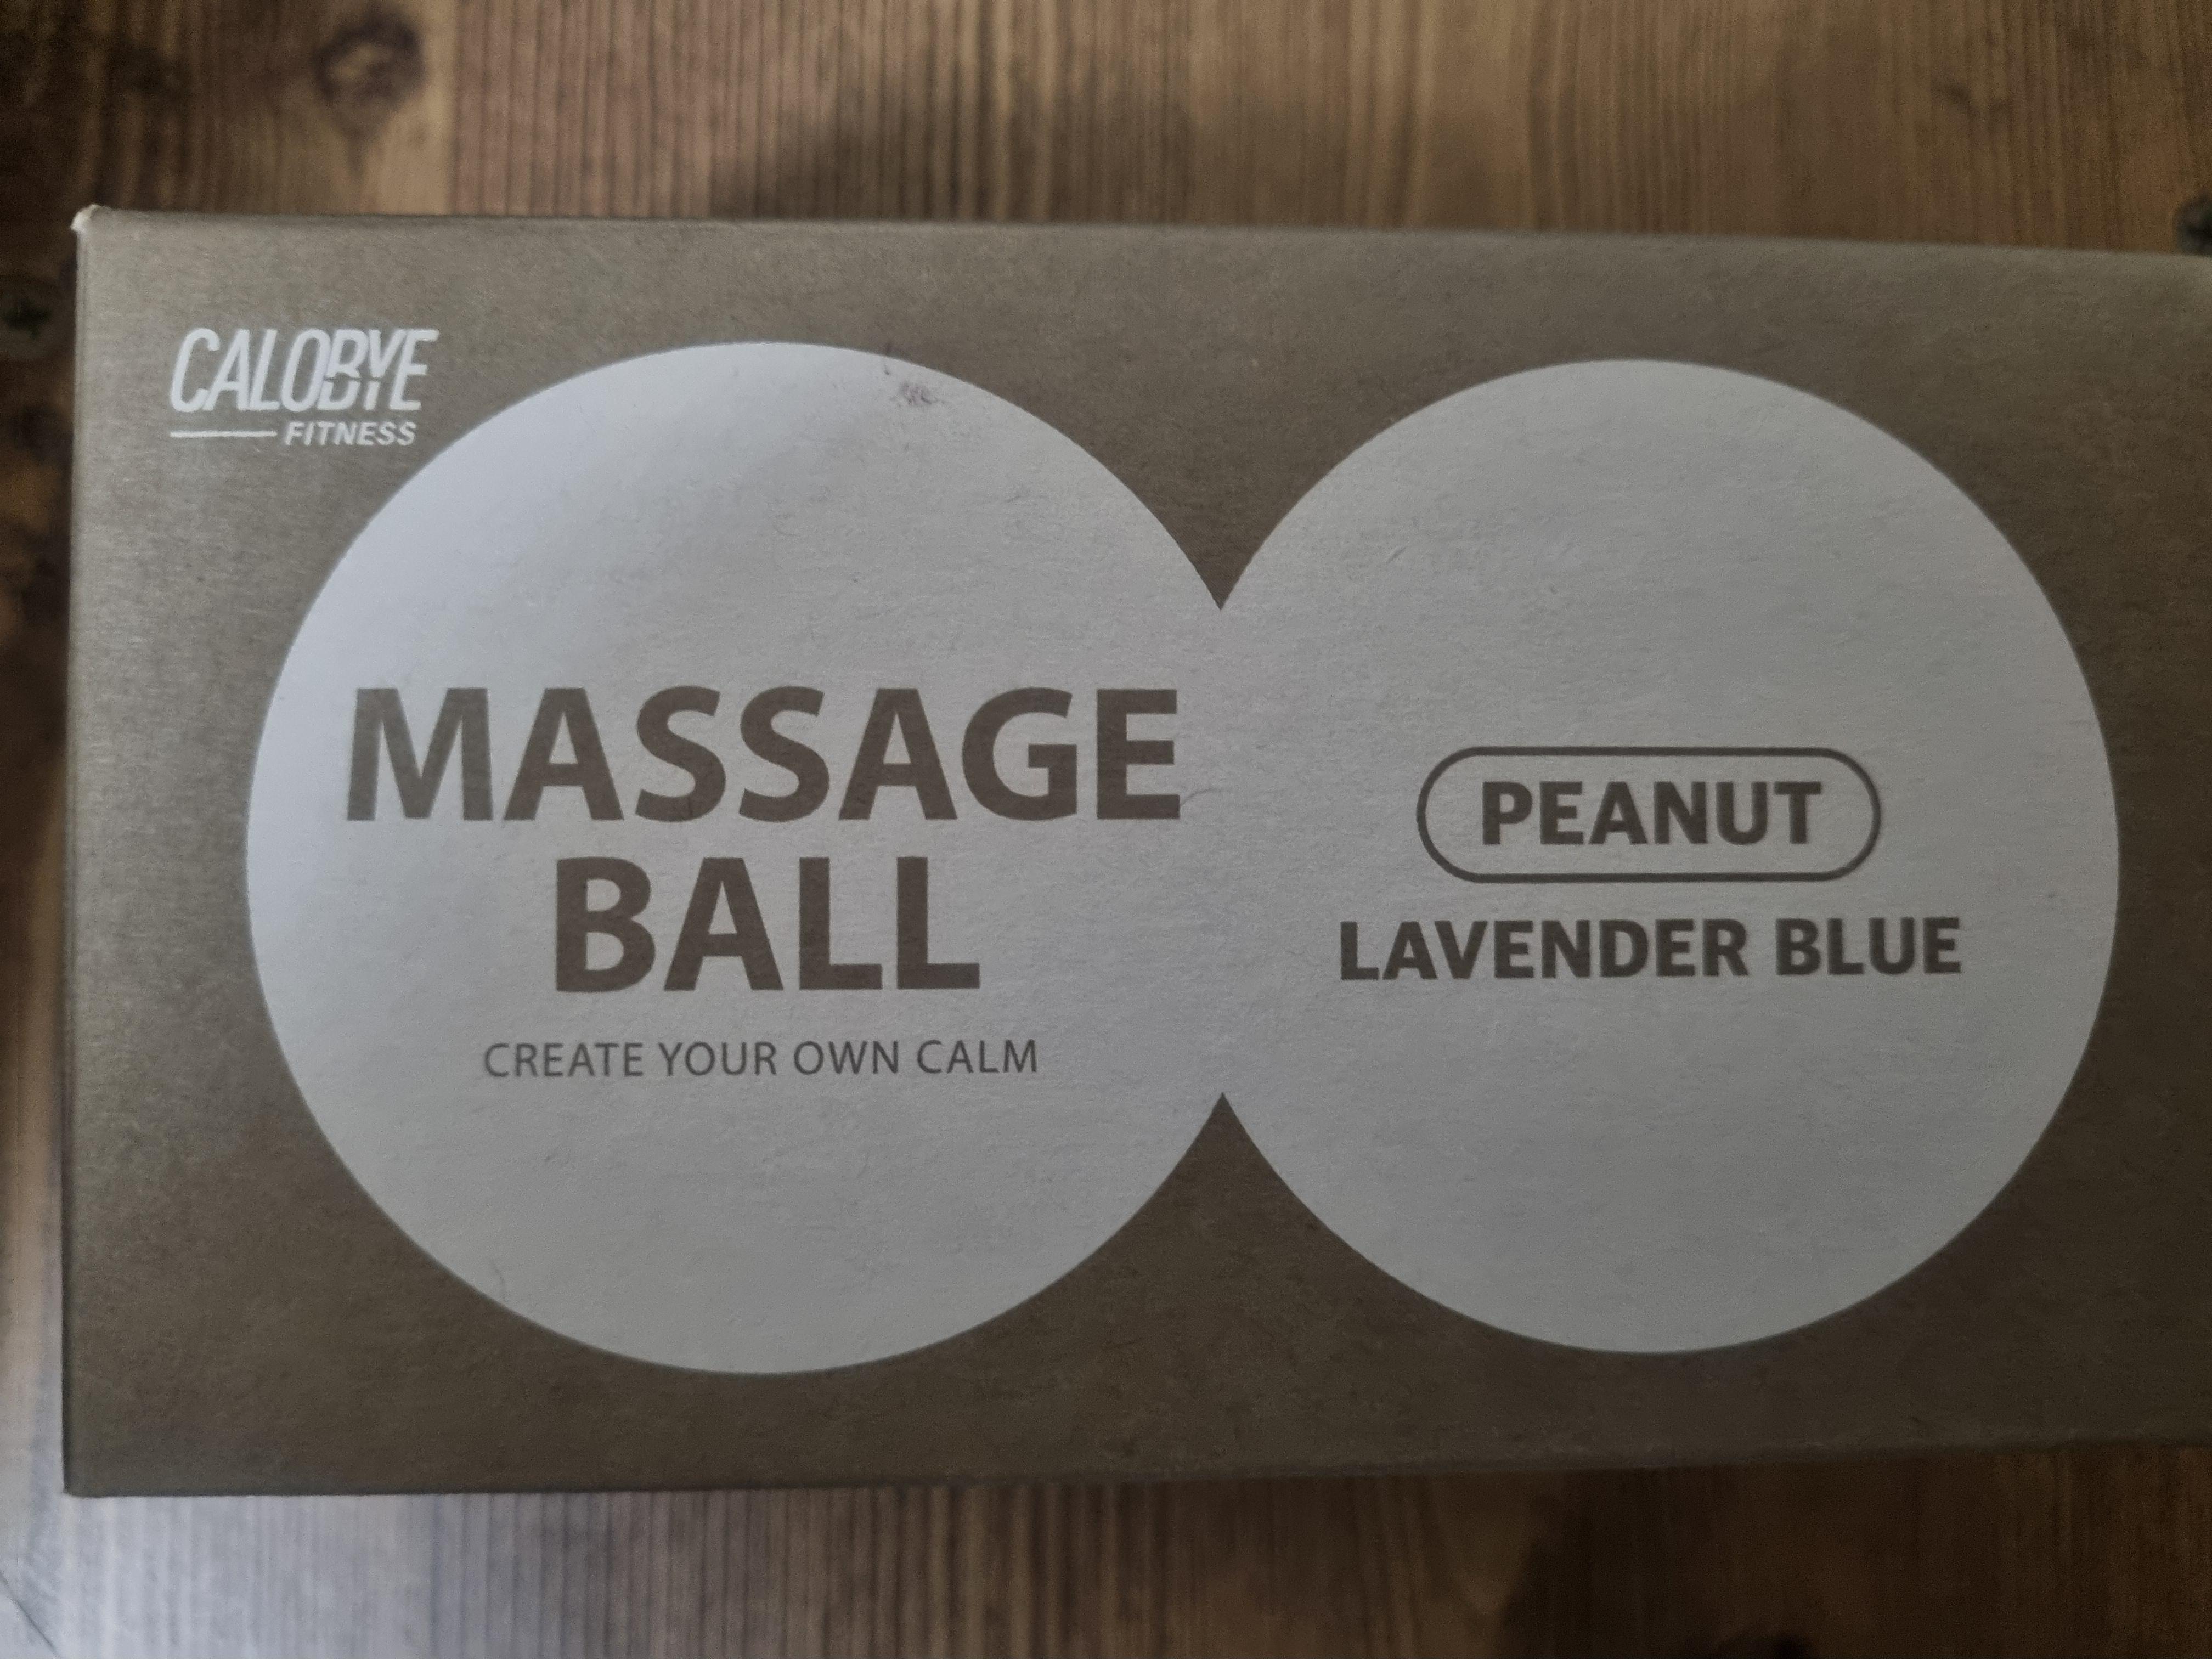 CALOBYE
FITNESS
MASSAGE
BALL
CREATE YOUR OWN CALM
PEANUT
LAVENDER BLUE